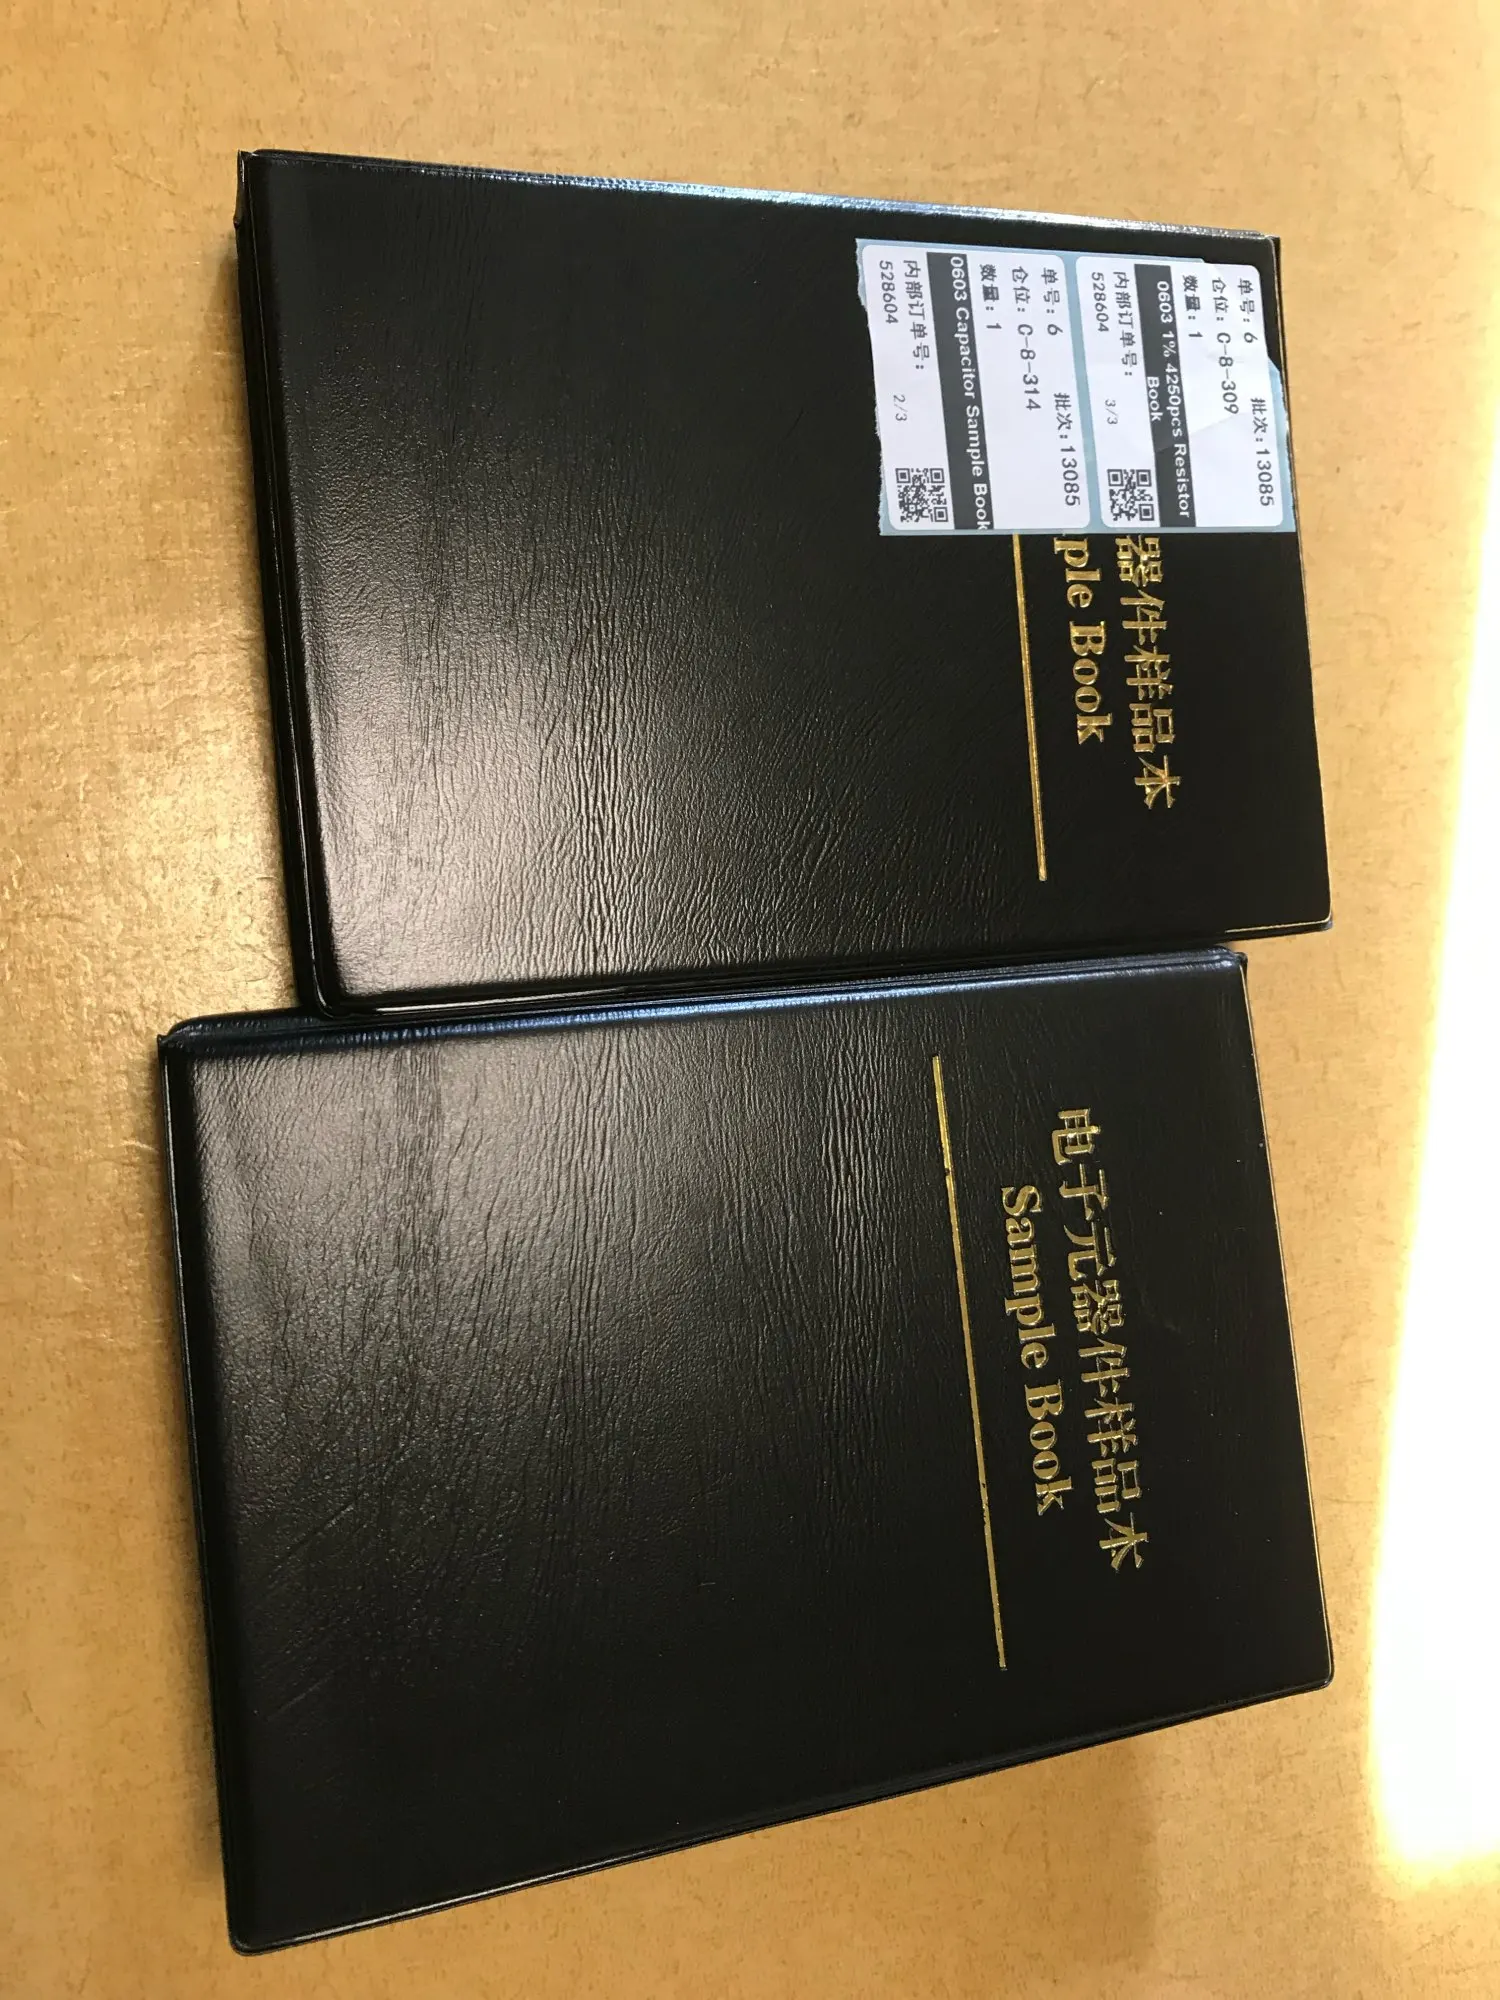 单号: 6 批次: 13085
仓位: C-8-309
数量: 1
0603 1% 4250pcs Resistor
Book
内部订单号:
528604 3/3
单号: 6 批次: 13085
仓位: C-8-314
数量: 1
0603 Capacitor Sample Book
内部订单号:
528604 2/3
器件样品本
ple Book
电子元器件样品本
Sample Book